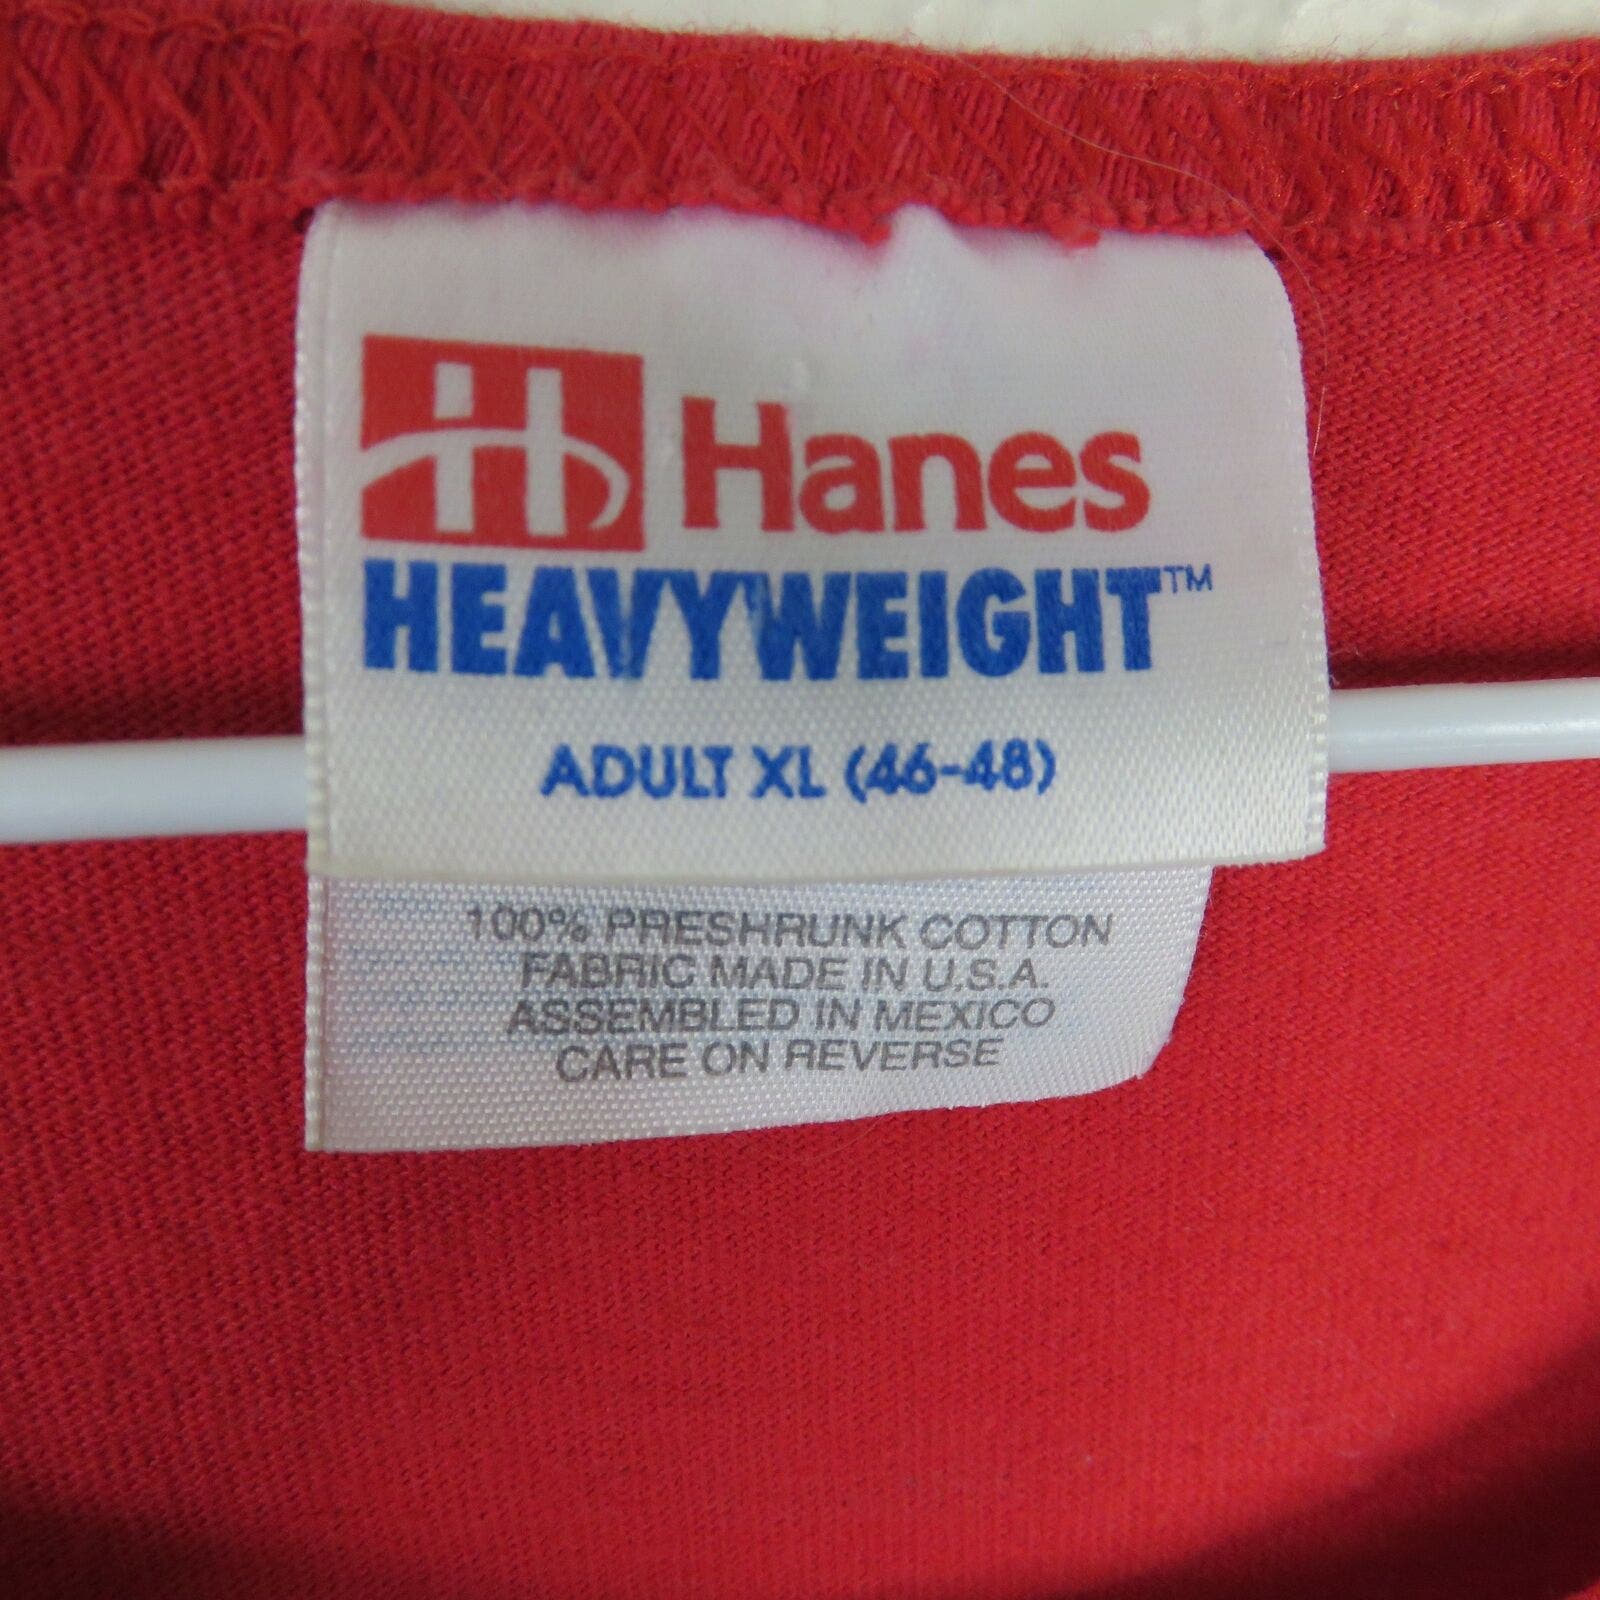 H Hanes
HEAVYWEIGHT™
ADULT XL (46-48)
100% PRESHRUNK COTTON
FABRIC MADE IN U.S.A.
ASSEMBLED IN MEXICO
CARE ON REVERSE